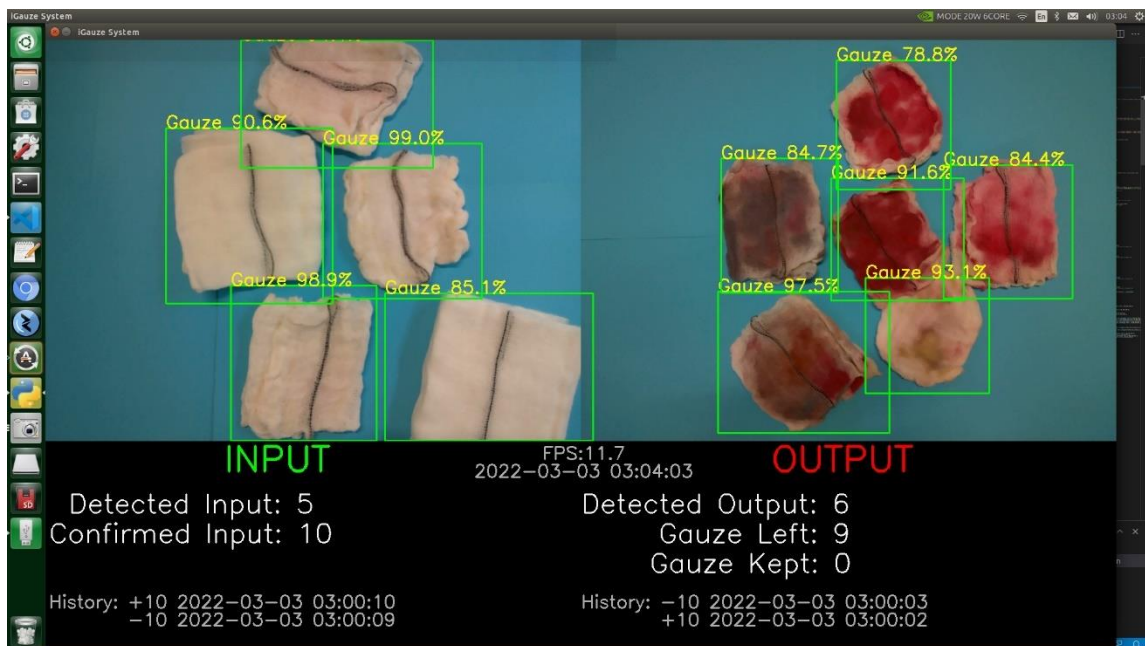 iGauze System
MODE 20W 6CORE
En
03:04
iGauze System
Gauze 90.6%
Gauze 99.0%
Gauze 98.9%
Gauze 85.1%
Gauze 78.8%
Gauze 84.7%
Gauze 84.4%
Gauze 91.6%
Gauze 93.1%
Gauze 97.5%
INPUT
FPS:11.7
2022-03-03 03:04:03
OUTPUT
Detected Input: 5
Confirmed Input: 10
Detected Output: 6
Gauze Left: 9
Gauze Kept: 0
History: +10 2022-03-03 03:00:10
-10 2022-03-03 03:00:09
History: -10 2022-03-03 03:00:03
+10 2022-03-03 03:00:02
SD